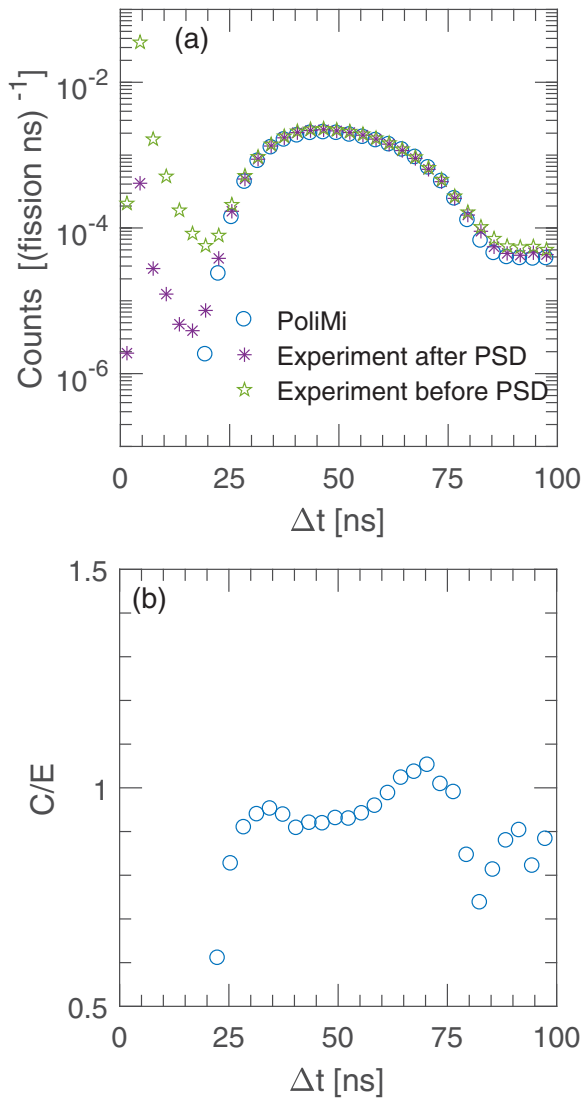 (a)
10^-2
10^-4
10^-6
Counts [(fission ns)^-1]
PoliMi
Experiment after PSD
Experiment before PSD
0 25 50 75 100
Δt [ns]
(b)
1.5
1
0.5
C/E
0 25 50 75 100
Δt [ns]